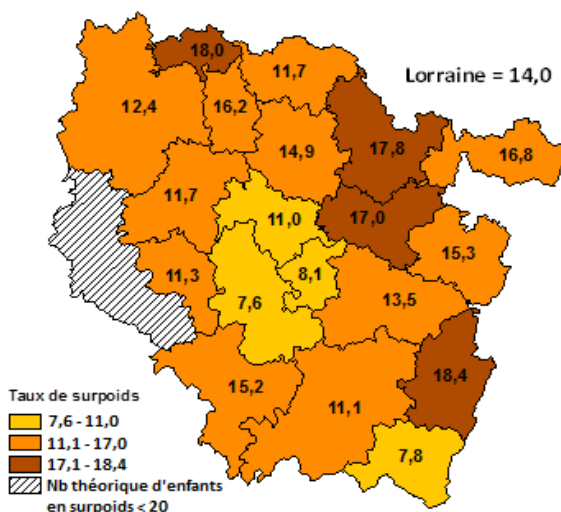 18,0
11,7
Lorraine = 14,0
12,4
16,2
14,9
17,8
16,8
11,7
11,0
17,0
15,3
11,3
8,1
7,6
13,5
15,2
11,1
18,4
7,8
Taux de surpoids
7,6 - 11,0
11,1 - 17,0
17,1 - 18,4
Nb théorique d'enfants
en surpoids < 20